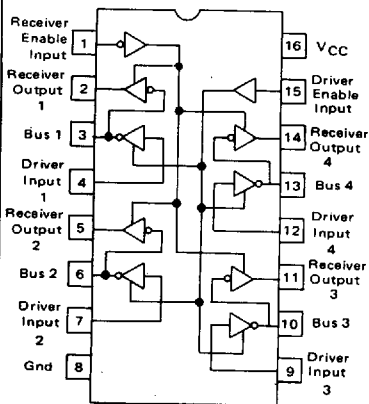 Receiver
Enable
Input
1
Receiver
Output
1
2
Bus 1
3
Driver
Input
1
4
Receiver
Output
2
5
Bus 2
6
Driver
Input
2
7
Gnd
8
16
VCC
15
Driver
Enable
Input
14
Receiver
Output
4
13
Bus 4
12
Driver
Input
4
11
Receiver
Output
3
10
Bus 3
9
Driver
Input
3